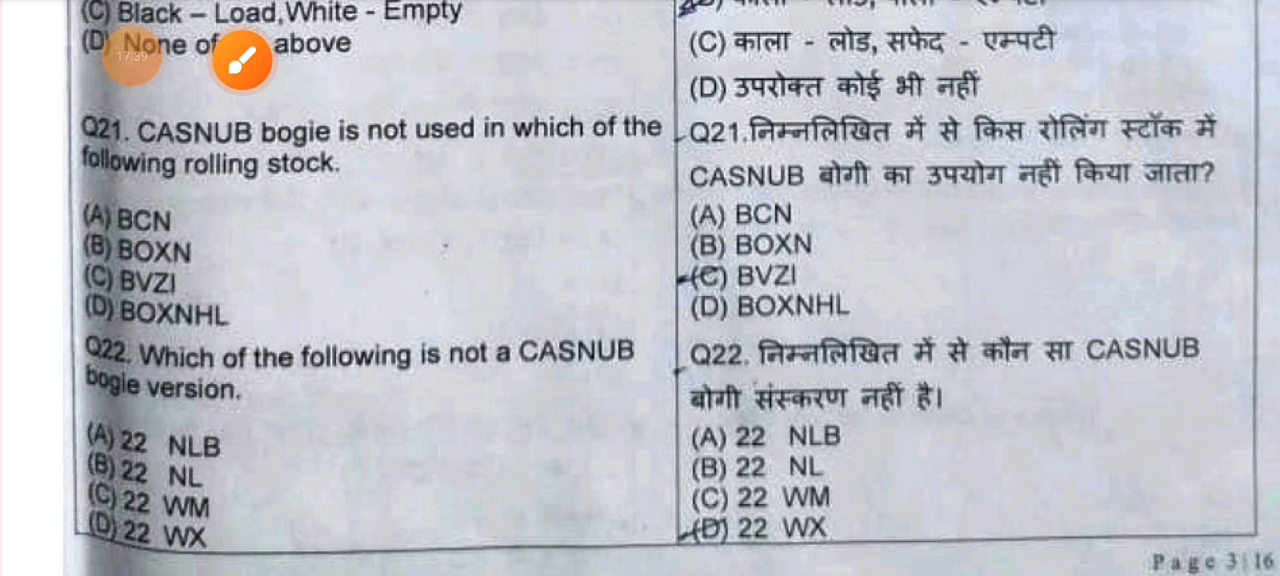 (C) Black – Load, White - Empty
(D) None of above
17:39
Q21. CASNUB bogie is not used in which of the
following rolling stock.
(A) BCN
(B) BOXN
(C) BVZI
(D) BOXNHL
Q22. Which of the following is not a CASNUB
bogie version.
(A) 22 NLB
(B) 22 NL
(C) 22 WM
(D) 22 WX
(C) काला - लोड, सफेद - एम्पटी
(D) उपरोक्त कोई भी नहीं
Q21.निम्नलिखित में से किस रोलिंग स्टॉक में
CASNUB बोगी का उपयोग नहीं किया जाता?
(A) BCN
(B) BOXN
(C) BVZI
(D) BOXNHL
Q22. निम्नलिखित में से कौन सा CASNUB
बोगी संस्करण नहीं है।
(A) 22 NLB
(B) 22 NL
(C) 22 WM
(D) 22 WX
Page 3|16